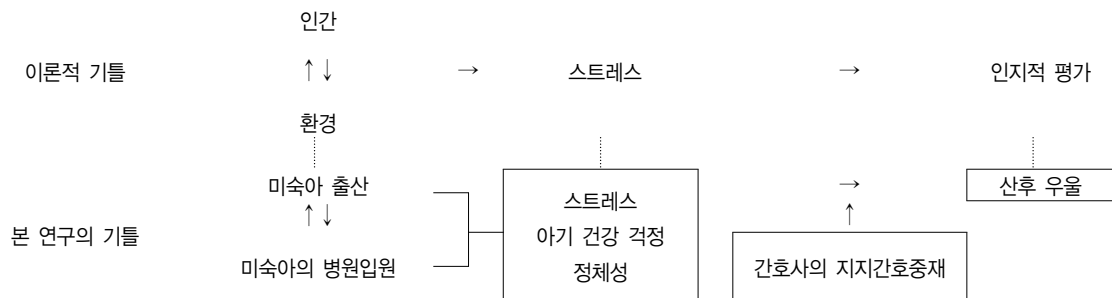 인간
이론적 기틀 ↑↓ → 스트레스 → 인지적 평가
환경
미숙아 출산 → 산후 우울
스트레스
본 연구의 기틀 ↑↓ 아기 건강 걱정 ↑
미숙아의 병원입원 정체성 간호사의 지지간호중재